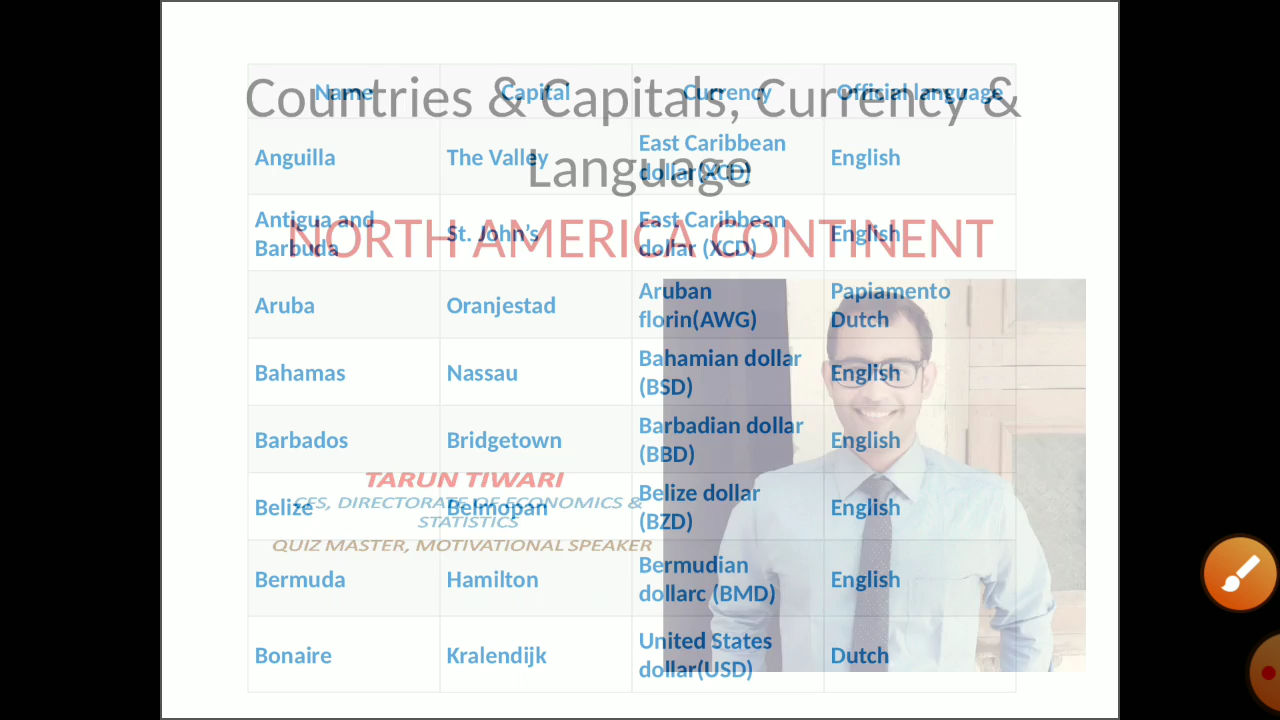 Countries & Capitals, Currency &
Language
NORTH AMERICA CONTINENT
TARUN TIWARI
CES, DIRECTORATE OF ECONOMICS &
STATISTICS
QUIZ MASTER, MOTIVATIONAL SPEAKER
Name Capital Currency Official language
Anguilla The Valley East Caribbean dollar(XCD) English
Antigua and Barbuda St. John's East Caribbean dollar (XCD) English
Aruba Oranjestad Aruban florin(AWG) Papiamento Dutch
Bahamas Nassau Bahamian dollar (BSD) English
Barbados Bridgetown Barbadian dollar (BBD) English
Belize Belmopan Belize dollar (BZD) English
Bermuda Hamilton Bermudian dollarc (BMD) English
Bonaire Kralendijk United States dollar(USD) Dutch